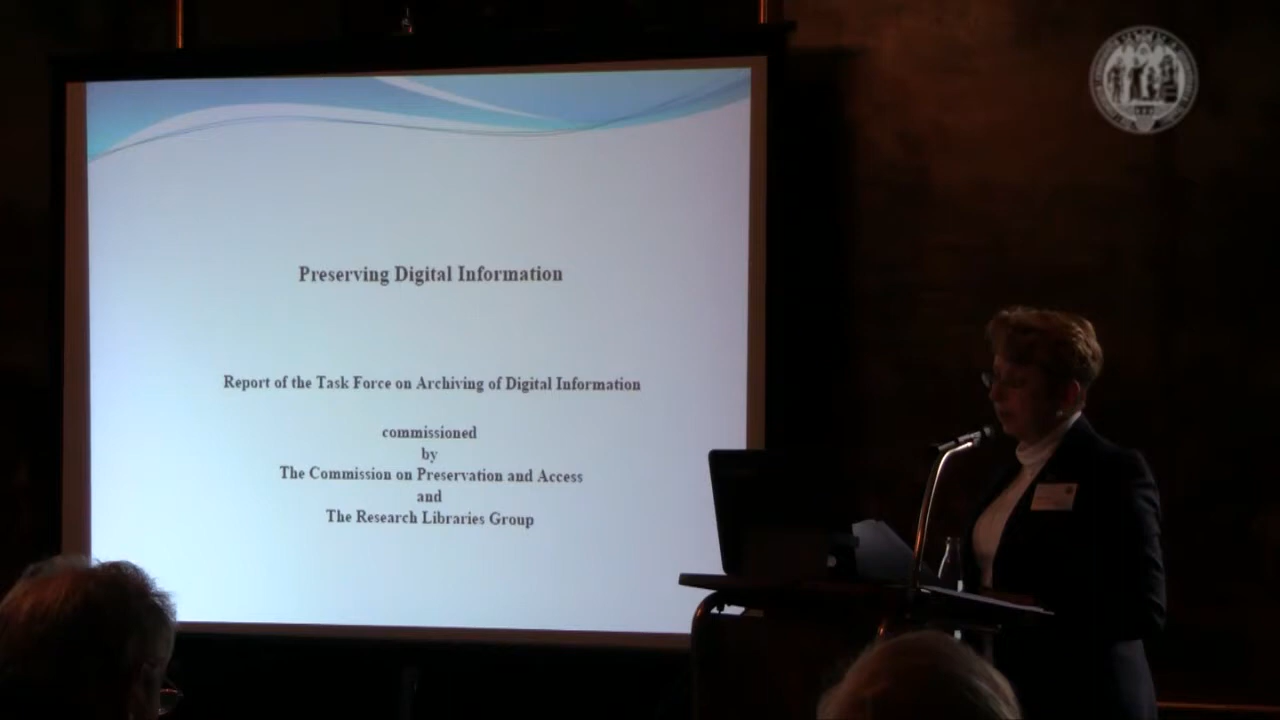 Preserving Digital Information
Report of the Task Force on Archiving of Digital Information
commissioned
by
The Commission on Preservation and Access
and
The Research Libraries Group